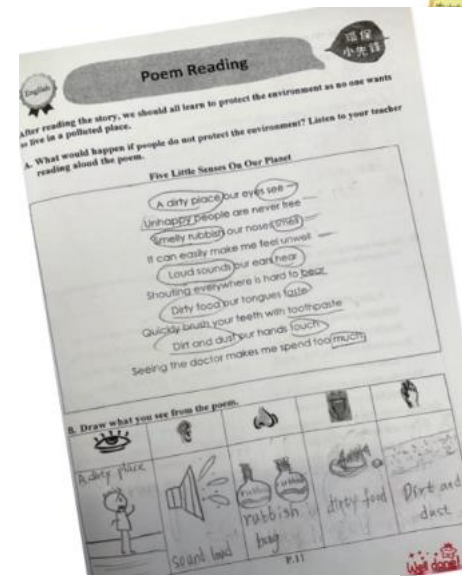 環保
小先鋒
English
Poem Reading
After reading the story, we should all learn to protect the environment as no one wants
to live in a polluted place.
A. What would happen if people do not protect the environment? Listen to your teacher
reading aloud the poem.
Five Little Senses On Our Planet
A dirty place our eyes see
Unhappy people are never free
Smelly rubbish our noses smell
It can easily make me feel unwell
Loud sounds our ears hear
Shouting everywhere is hard to bear
Dirty food our tongues taste
Quickly brush your teeth with toothpaste
Dirt and dust our hands touch
Seeing the doctor makes me spend too much
B. Draw what you see from the poem.
A dirty place
sound loud
rubbish
rubbish
rubbish
bag
dirty food
Dirt and
dust
P.11
Well done!